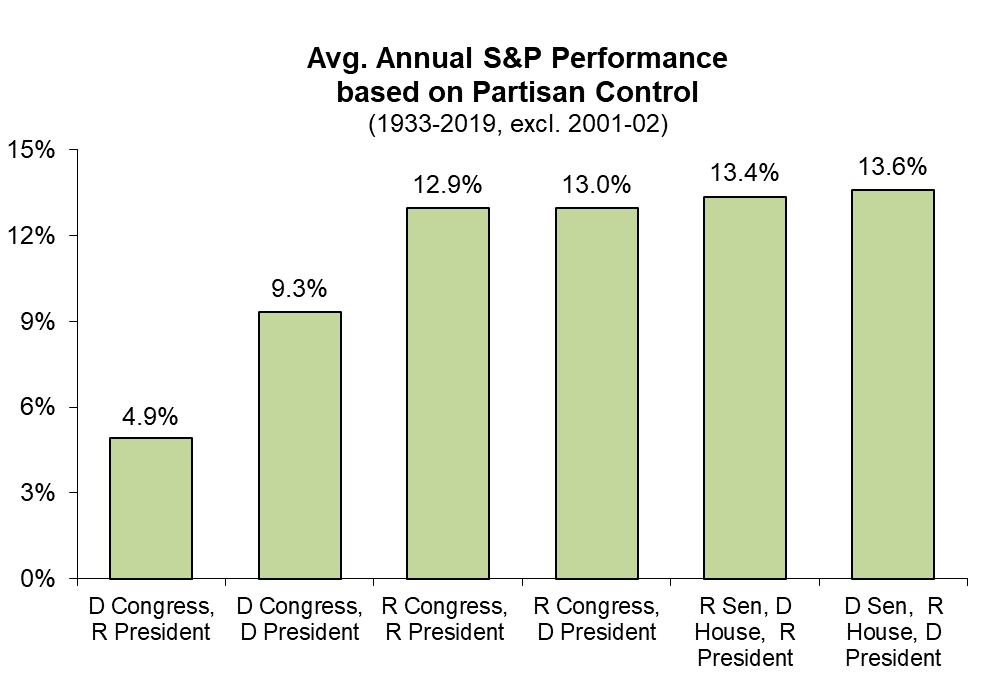 Avg. Annual S&P Performance
based on Partisan Control
(1933-2019, excl. 2001-02)
15%
12%
9%
6%
3%
0%
4.9%
9.3%
12.9%
13.0%
13.4%
13.6%
D Congress,
R President
D Congress,
D President
R Congress,
R President
R Congress,
D President
R Sen, D
House, R
President
D Sen, R
House, D
President